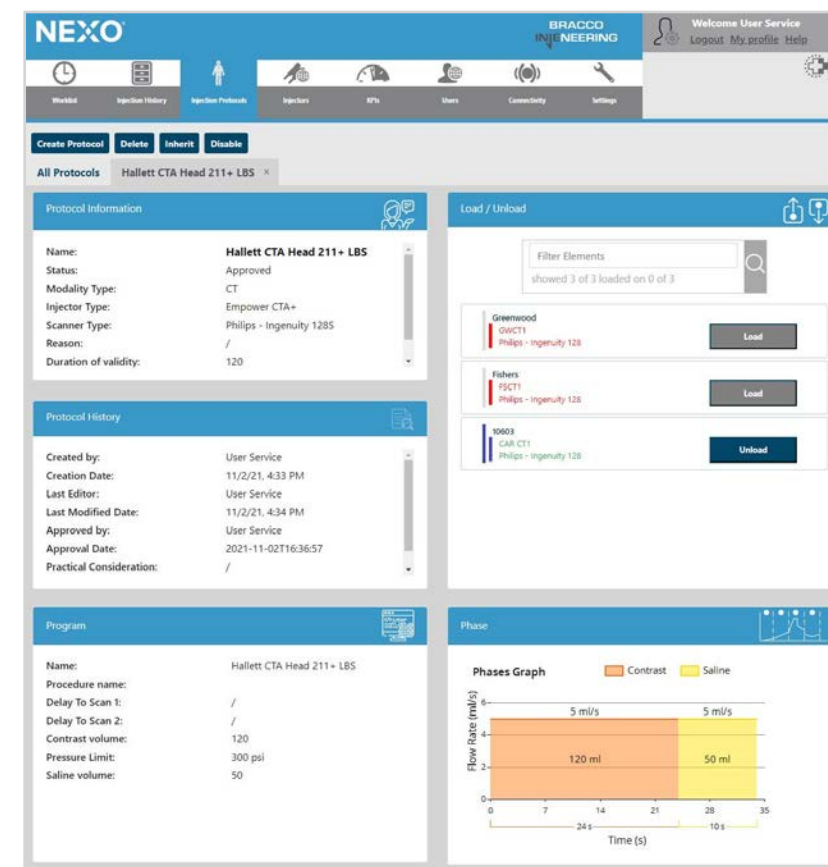 NEXO
BRACCO
INJENEERING
Welcome User Service
Logout My profile Help
Worklist
Injection History
Injection Protocols
Injectors
KPIs
Users
Connectivity
Settings
Create Protocol Delete Inherit Disable
All Protocols Hallett CTA Head 211+ LBS ×
Protocol Information
Name: Hallett CTA Head 211+ LBS
Status: Approved
Modality Type: CT
Injector Type: Empower CTA+
Scanner Type: Philips - Ingenuity 128S
Reason: /
Duration of validity: 120
Protocol History
Created by: User Service
Creation Date: 11/2/21, 4:33 PM
Last Editor: User Service
Last Modified Date: 11/2/21, 4:34 PM
Approved by: User Service
Approval Date: 2021-11-02T16:36:57
Practical Consideration: /
Program
Name: Hallett CTA Head 211+ LBS
Procedure name:
Delay To Scan 1: /
Delay To Scan 2: /
Contrast volume: 120
Pressure Limit: 300 psi
Saline volume: 50
Load / Unload
Filter Elements
showed 3 of 3 loaded on 0 of 3
Greenwood
GWCT1
Philips - Ingenuity 128
Load
Fishers
FSCT1
Philips - Ingenuity 128
Load
10603
CAR CT1
Philips - Ingenuity 128
Unload
Phase
Phases Graph Contrast Saline
Flow Rate (ml/s)
6
4
2
0
5 ml/s 5 ml/s
120 ml 50 ml
0 7 14 21 28 35
24 s 10 s
Time (s)